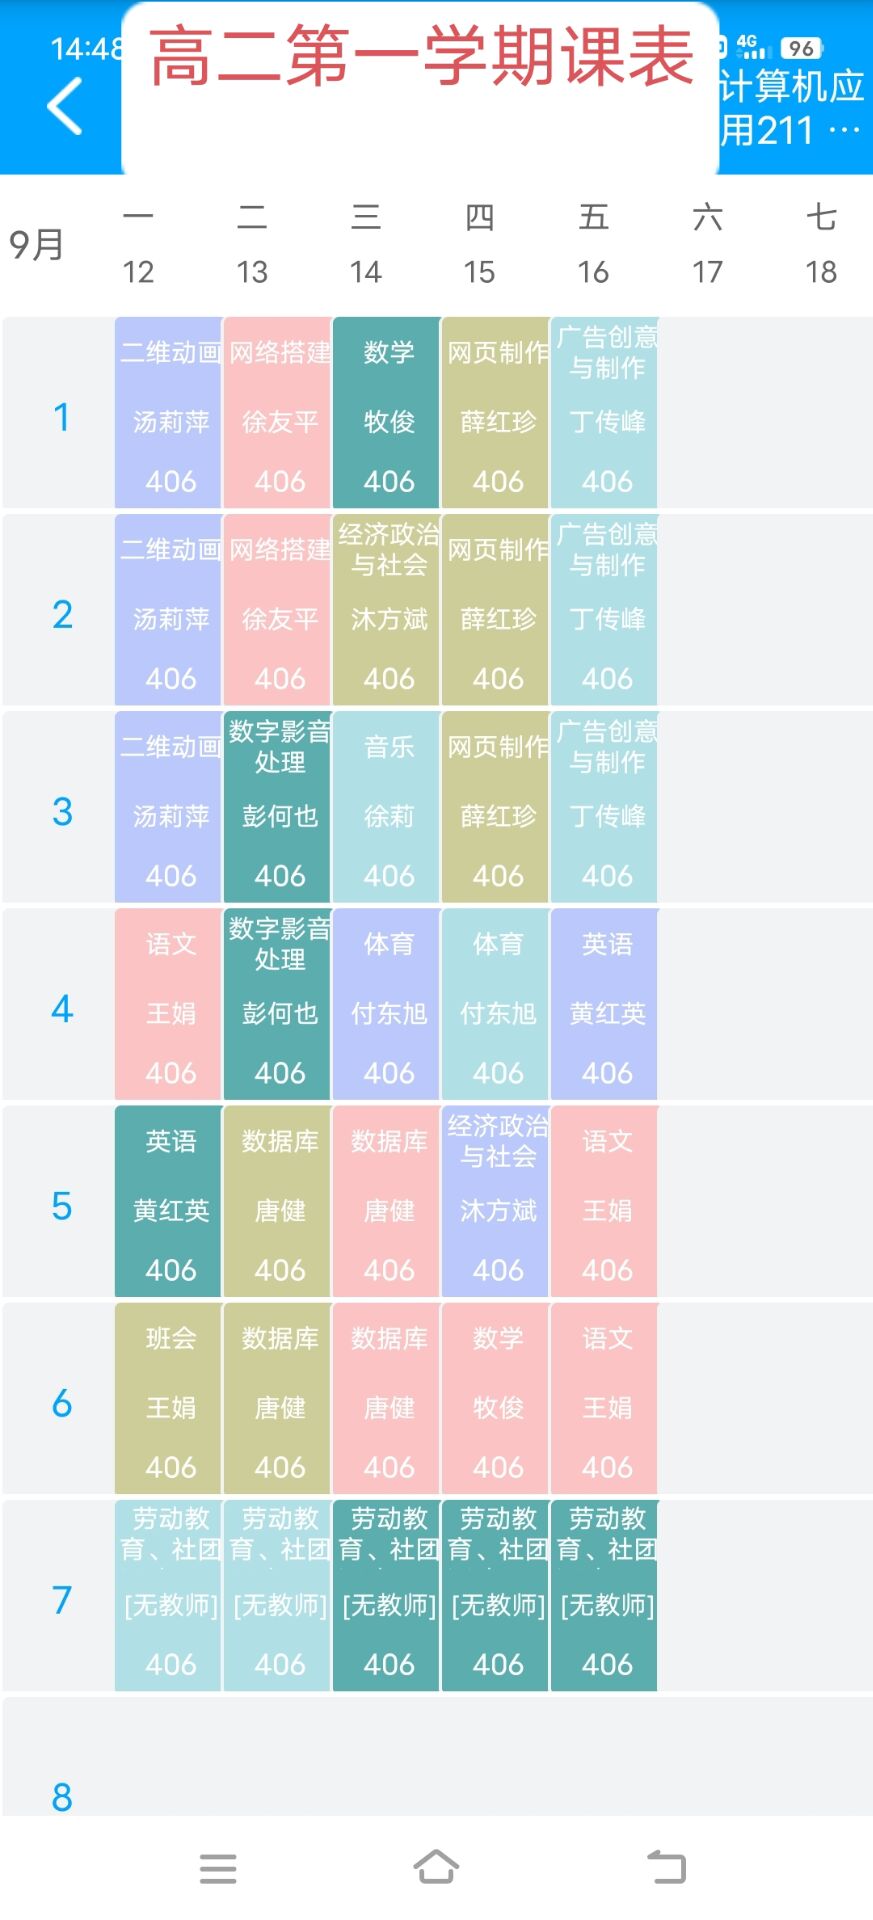 14:48
高二第一学期课表
4G
96
计算机应
用211 ···
9月
一 二 三 四 五 六 七
12 13 14 15 16 17 18
1
二维动画
汤莉萍
406
网络搭建
徐友平
406
数学
牧俊
406
网页制作
薛红珍
406
广告创意
与制作
丁传峰
406
2
二维动画
汤莉萍
406
网络搭建
徐友平
406
经济政治
与社会
沐方斌
406
网页制作
薛红珍
406
广告创意
与制作
丁传峰
406
3
二维动画
汤莉萍
406
数字影音
处理
彭何也
406
音乐
徐莉
406
网页制作
薛红珍
406
广告创意
与制作
丁传峰
406
4
语文
王娟
406
数字影音
处理
彭何也
406
体育
付东旭
406
体育
付东旭
406
英语
黄红英
406
5
英语
黄红英
406
数据库
唐健
406
数据库
唐健
406
经济政治
与社会
沐方斌
406
语文
王娟
406
6
班会
王娟
406
数据库
唐健
406
数据库
唐健
406
数学
牧俊
406
语文
王娟
406
7
劳动教
育、社团
[无教师]
406
劳动教
育、社团
[无教师]
406
劳动教
育、社团
[无教师]
406
劳动教
育、社团
[无教师]
406
劳动教
育、社团
[无教师]
406
8